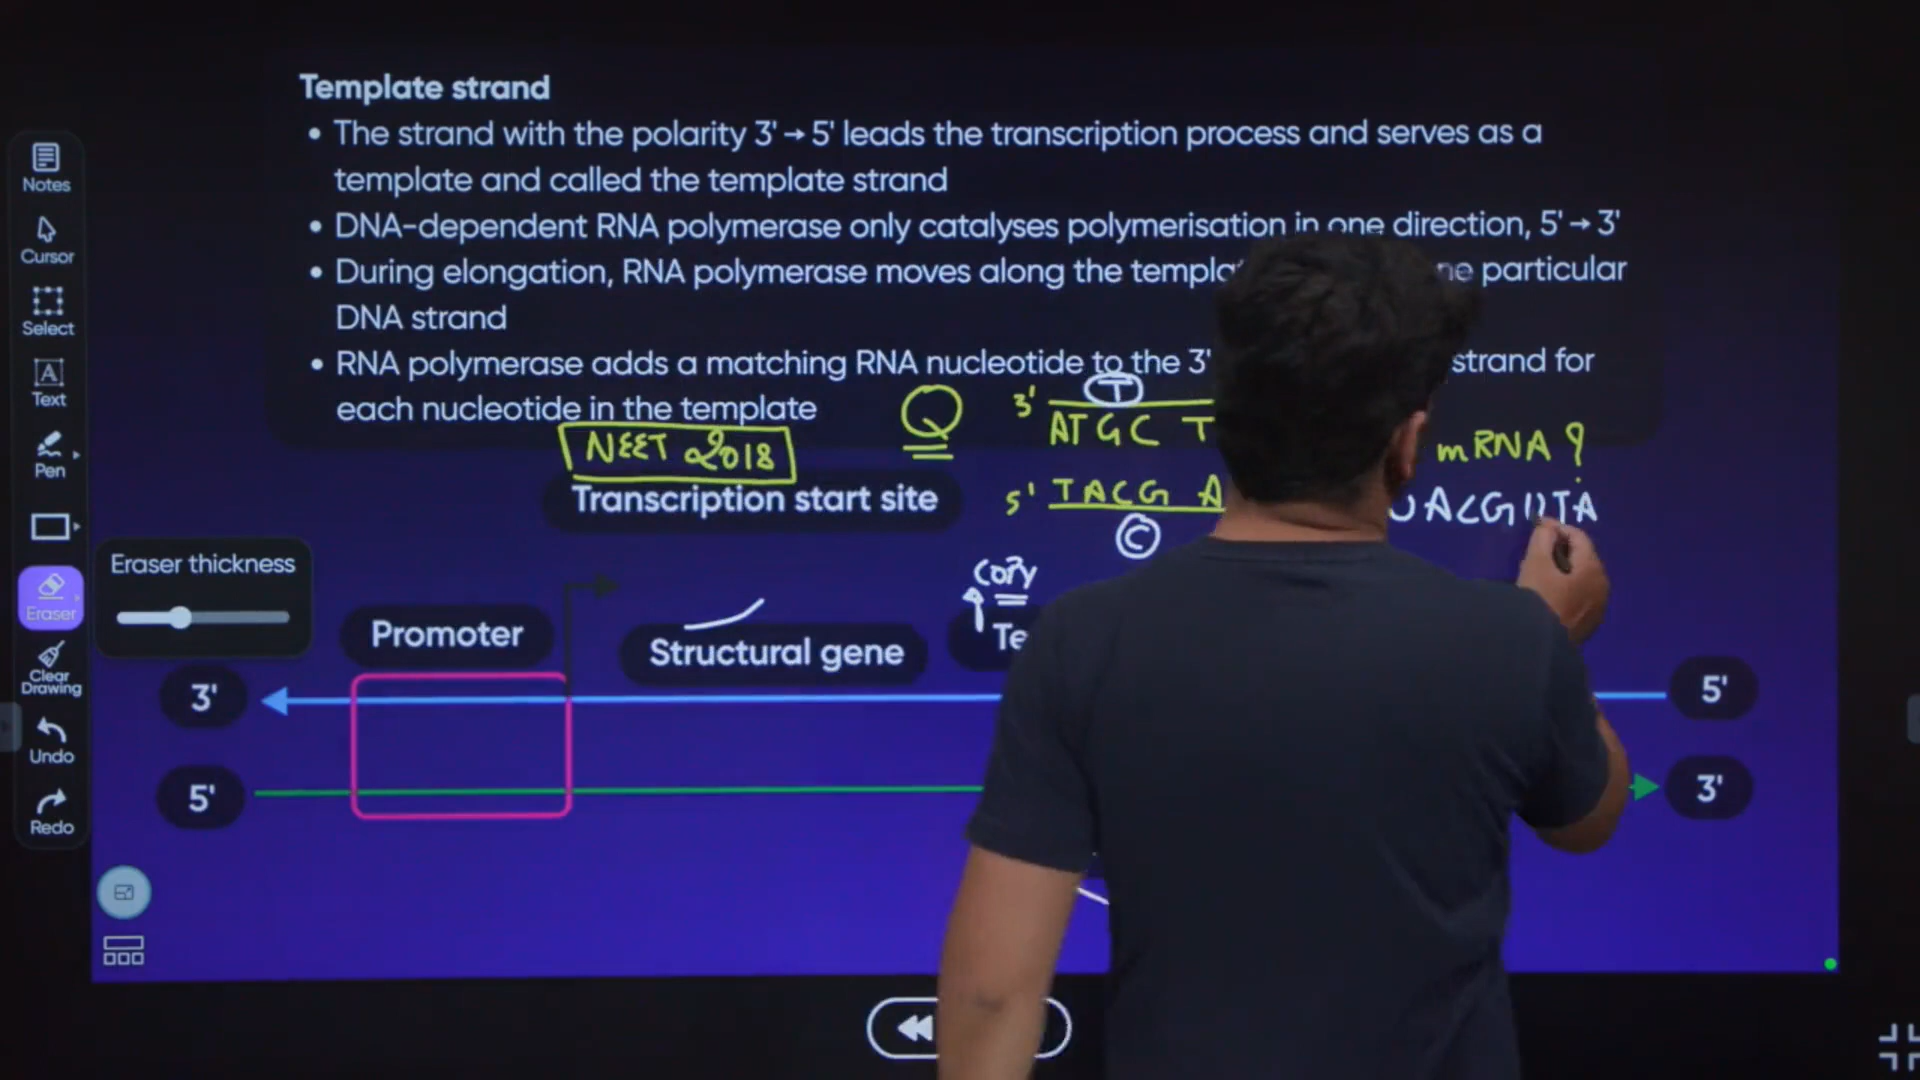 Template strand
• The strand with the polarity 3' → 5' leads the transcription process and serves as a
template and called the template strand
• DNA-dependent RNA polymerase only catalyses polymerisation in one direction, 5' → 3'
• During elongation, RNA polymerase moves along the templa ne particular
DNA strand
• RNA polymerase adds a matching RNA nucleotide to the 3' strand for
each nucleotide in the template
Notes
Cursor
Select
Text
Pen
Eraser
Clear
Drawing
Undo
Redo
Eraser thickness
NEET 2018
Q
T
3' ATGC T
mRNA ?
5' TACG A
UACGUTA
C
Transcription start site
Copy
Promoter
Structural gene
Te
3'
5'
5'
3'